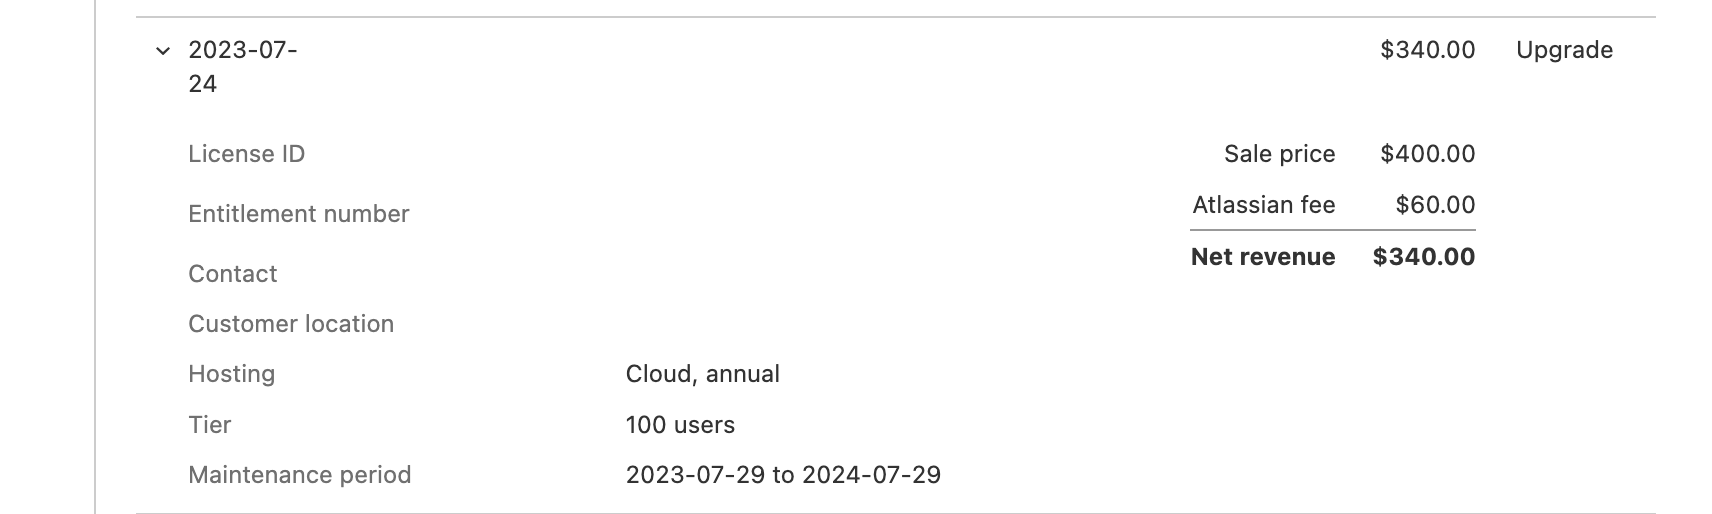 2023-07-
24
$340.00 Upgrade
License ID
Sale price $400.00
Entitlement number
Atlassian fee $60.00
Contact
Net revenue $340.00
Customer location
Hosting Cloud, annual
Tier 100 users
Maintenance period 2023-07-29 to 2024-07-29